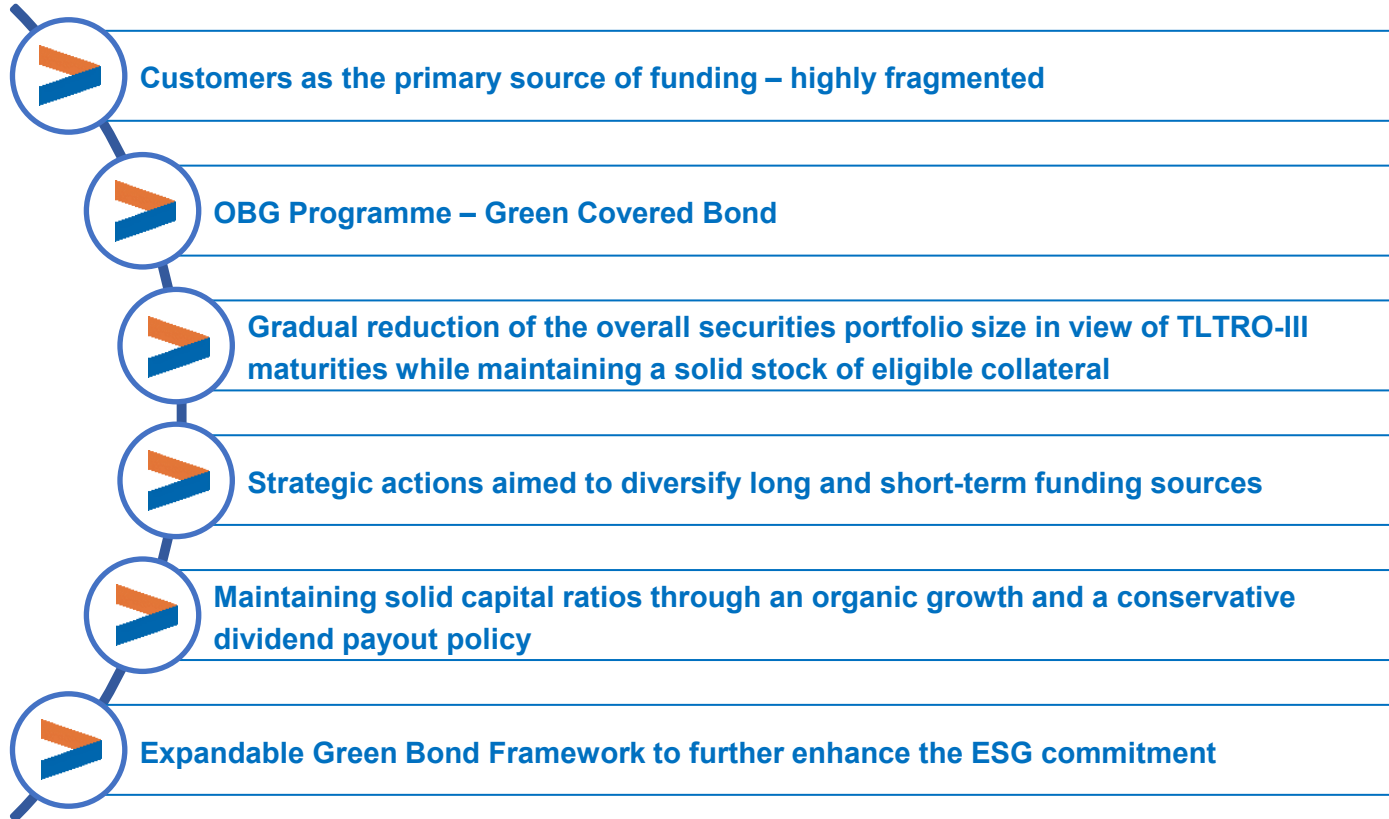 Customers as the primary source of funding – highly fragmented
OBG Programme – Green Covered Bond
Gradual reduction of the overall securities portfolio size in view of TLTRO-III
maturities while maintaining a solid stock of eligible collateral
Strategic actions aimed to diversify long and short-term funding sources
Maintaining solid capital ratios through an organic growth and a conservative
dividend payout policy
Expandable Green Bond Framework to further enhance the ESG commitment